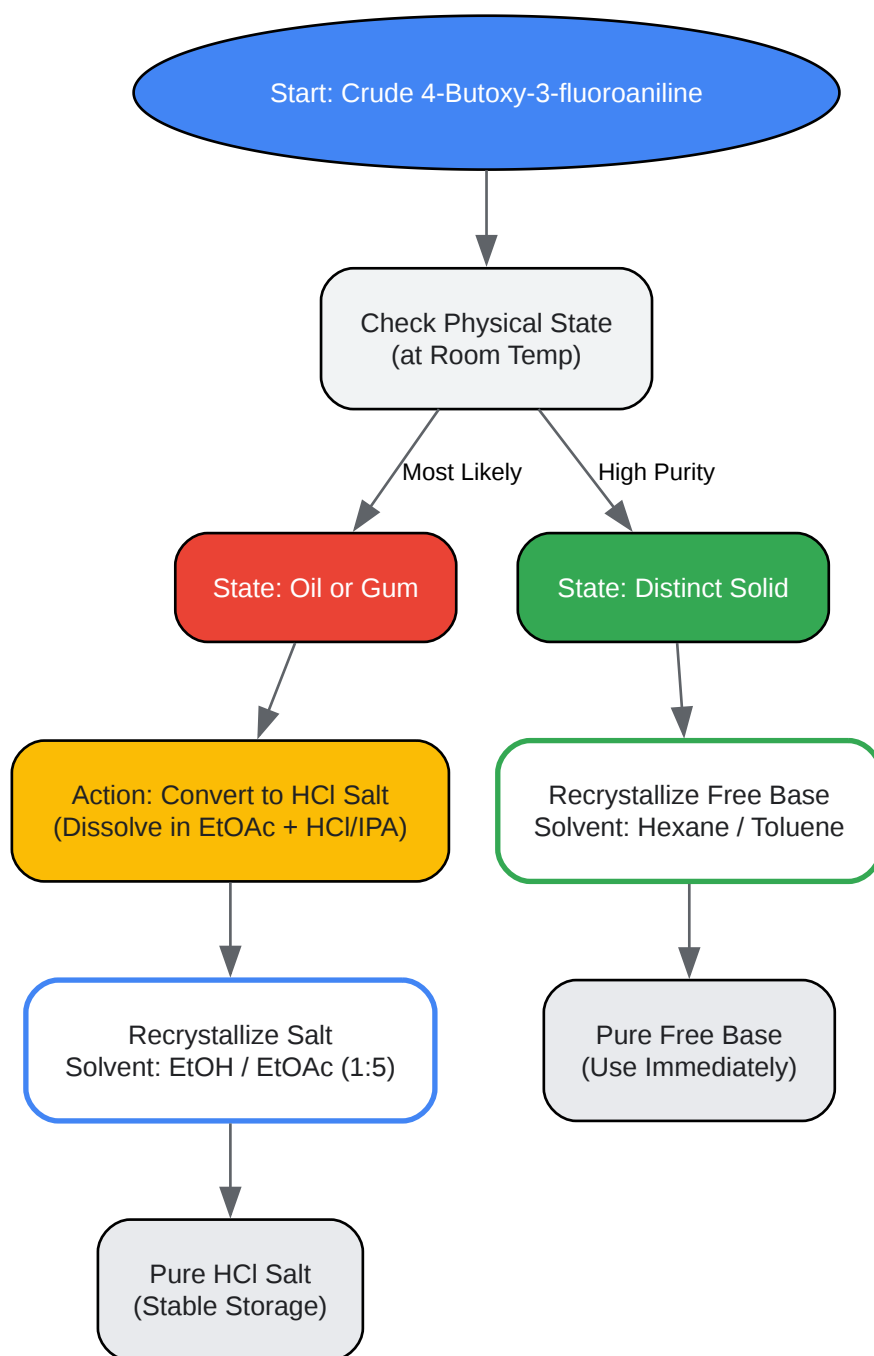 Start: Crude 4-Butoxy-3-fluoroaniline
Check Physical State
(at Room Temp)
Most Likely
High Purity
State: Oil or Gum
State: Distinct Solid
Action: Convert to HCl Salt
(Dissolve in EtOAc + HCl/IPA)
Recrystallize Free Base
Solvent: Hexane / Toluene
Recrystallize Salt
Solvent: EtOH / EtOAc (1:5)
Pure Free Base
(Use Immediately)
Pure HCl Salt
(Stable Storage)